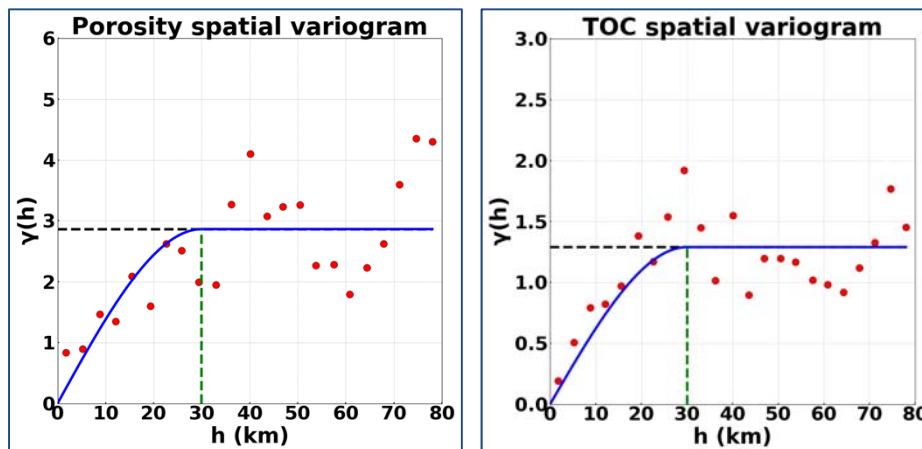 Porosity spatial variogram
6
5
4
3
2
1
0
γ(h)
0 10 20 30 40 50 60 70 80
h (km)
TOC spatial variogram
3.0
2.5
2.0
1.5
1.0
0.5
0.0
γ(h)
0 10 20 30 40 50 60 70 80
h (km)